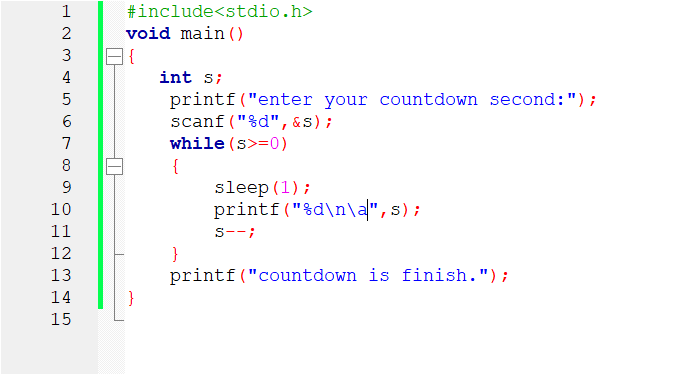 1 #include<stdio.h>
2 void main()
3 {
4 int s;
5 printf("enter your countdown second:");
6 scanf("%d",&s);
7 while(s>=0)
8 {
9 sleep(1);
10 printf("%d\n\a",s);
11 s--;
12 }
13 printf("countdown is finish.");
14 }
15